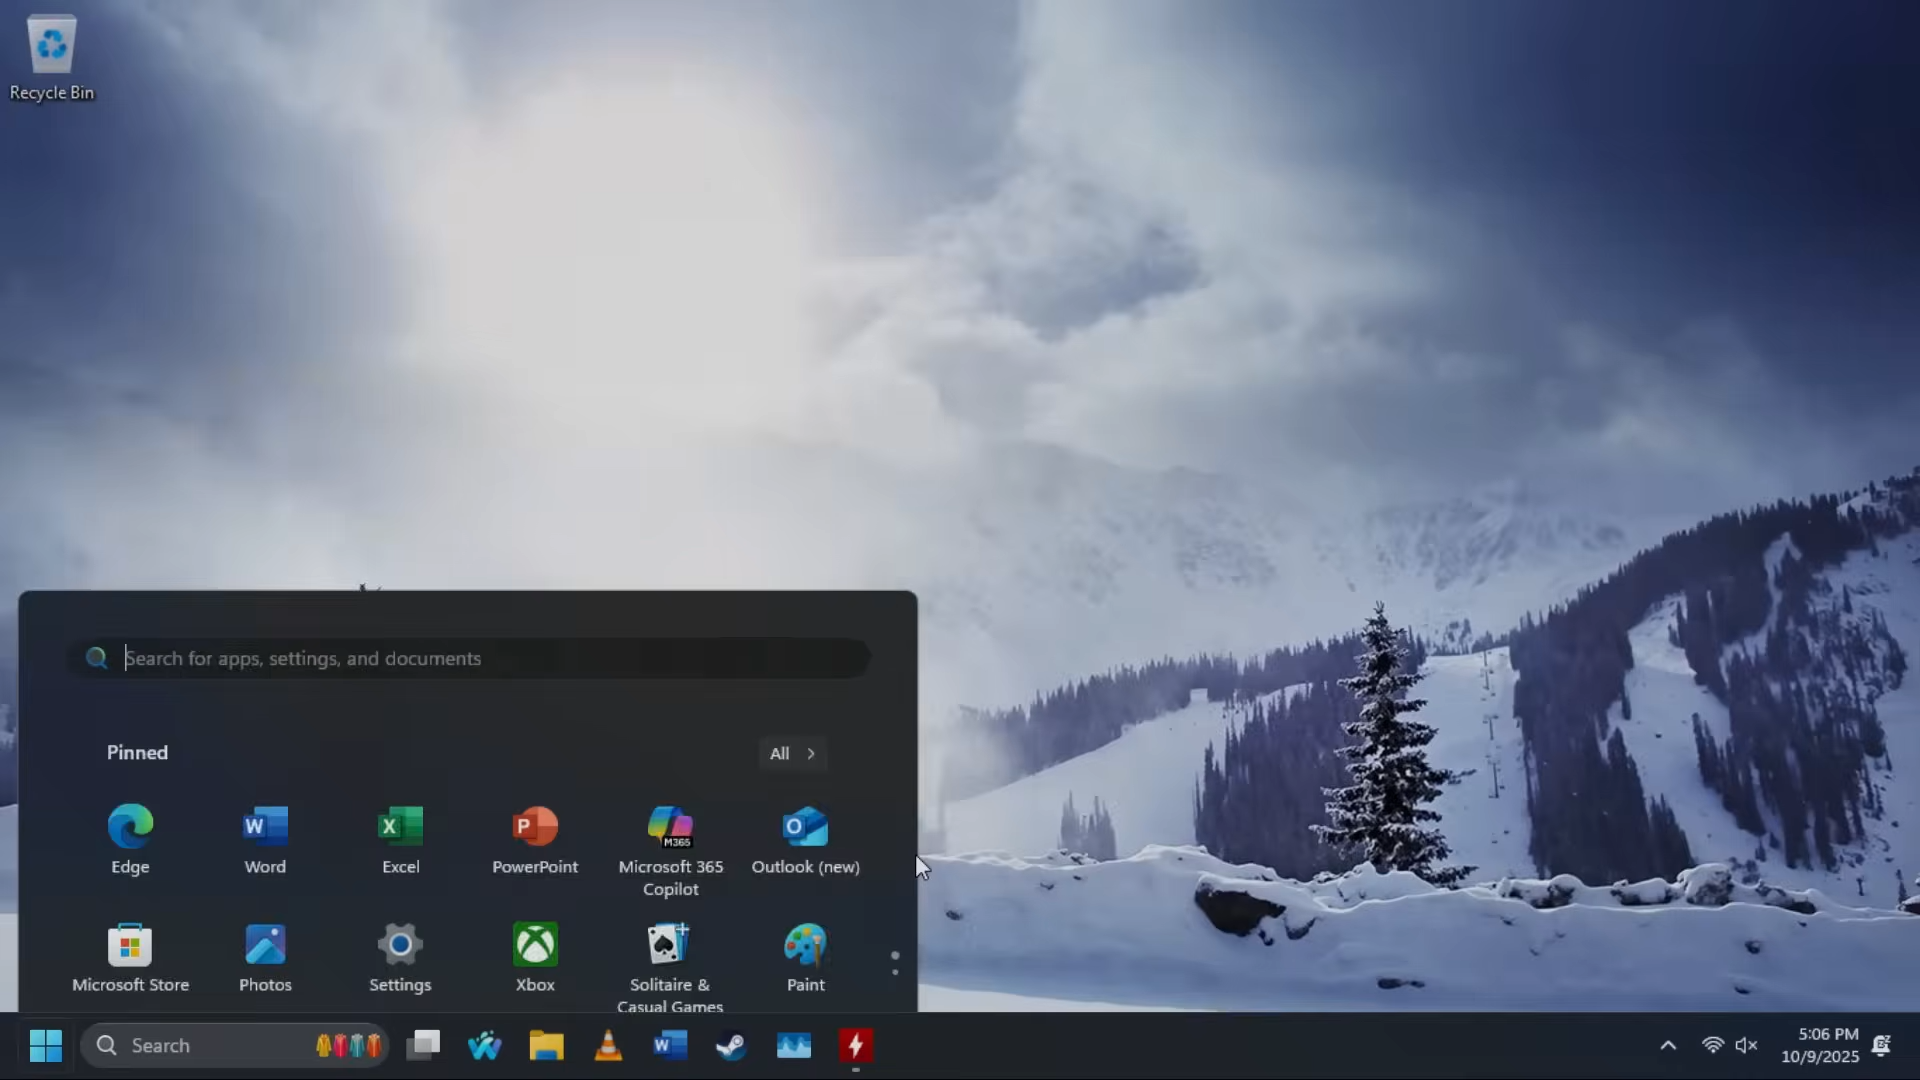 Recycle Bin
Search for apps, settings, and documents
Pinned
All
Edge
Word
Excel
PowerPoint
M365
Microsoft 365
Copilot
Outlook (new)
Microsoft Store
Photos
Settings
Xbox
Solitaire &
Casual Games
Paint
Search
5:06 PM
10/9/2025